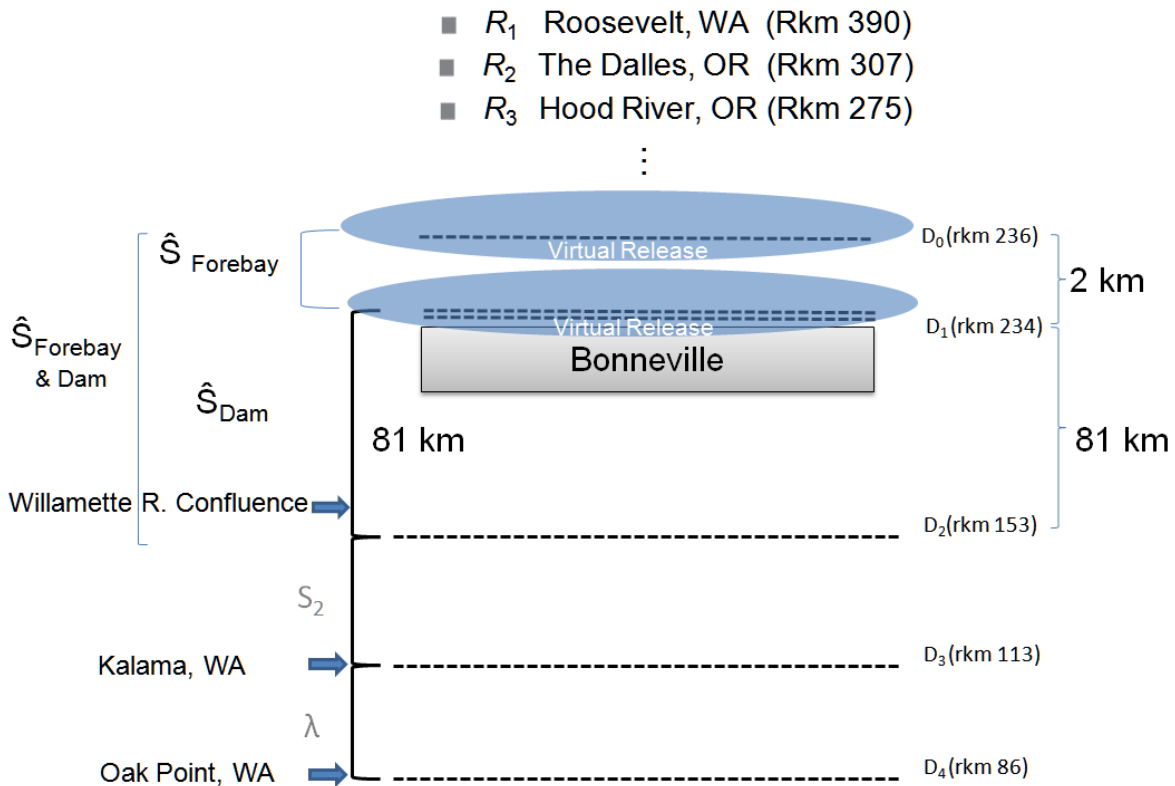 R1 Roosevelt, WA (Rkm 390)
R2 The Dalles, OR (Rkm 307)
R3 Hood River, OR (Rkm 275)
⋮
D0(rkm 236)
Virtual Release
Ŝ Forebay
2 km
Virtual Release
D1(rkm 234)
Ŝ Forebay & Dam
Bonneville
ŜDam
81 km
81 km
Willamette R. Confluence
D2(rkm 153)
S2
Kalama, WA
D3(rkm 113)
λ
Oak Point, WA
D4(rkm 86)